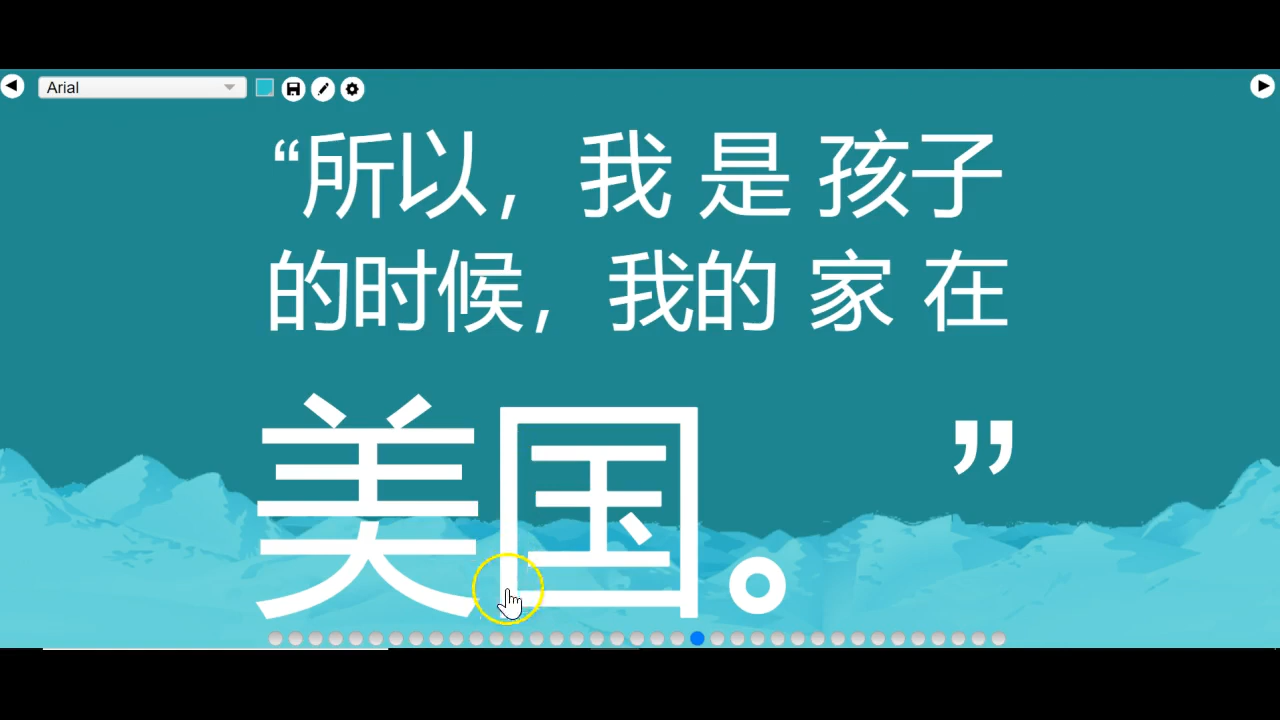 Arial
“所以，我 是 孩子
的时候，我的 家 在
美国。 ”